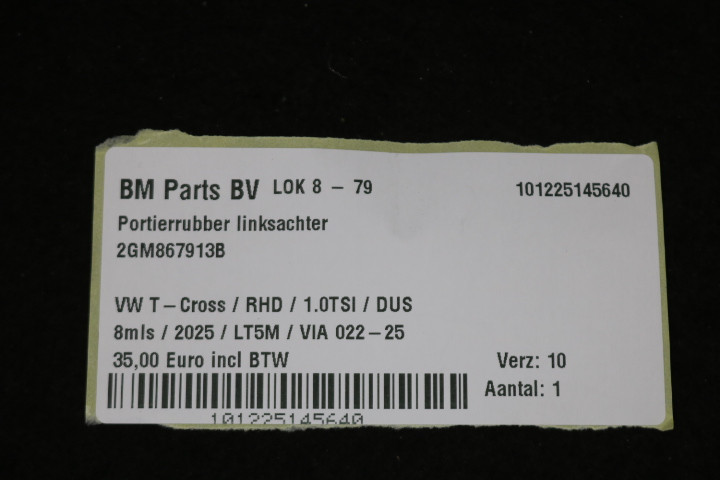 BM Parts BV LOK 8 - 79 101225145640
Portierrubber linksachter
2GM867913B
VW T-Cross / RHD / 1.0TSI / DUS
8mls / 2025 / LT5M / VIA 022-25
35,00 Euro incl BTW Verz: 10
Aantal: 1
101225145640